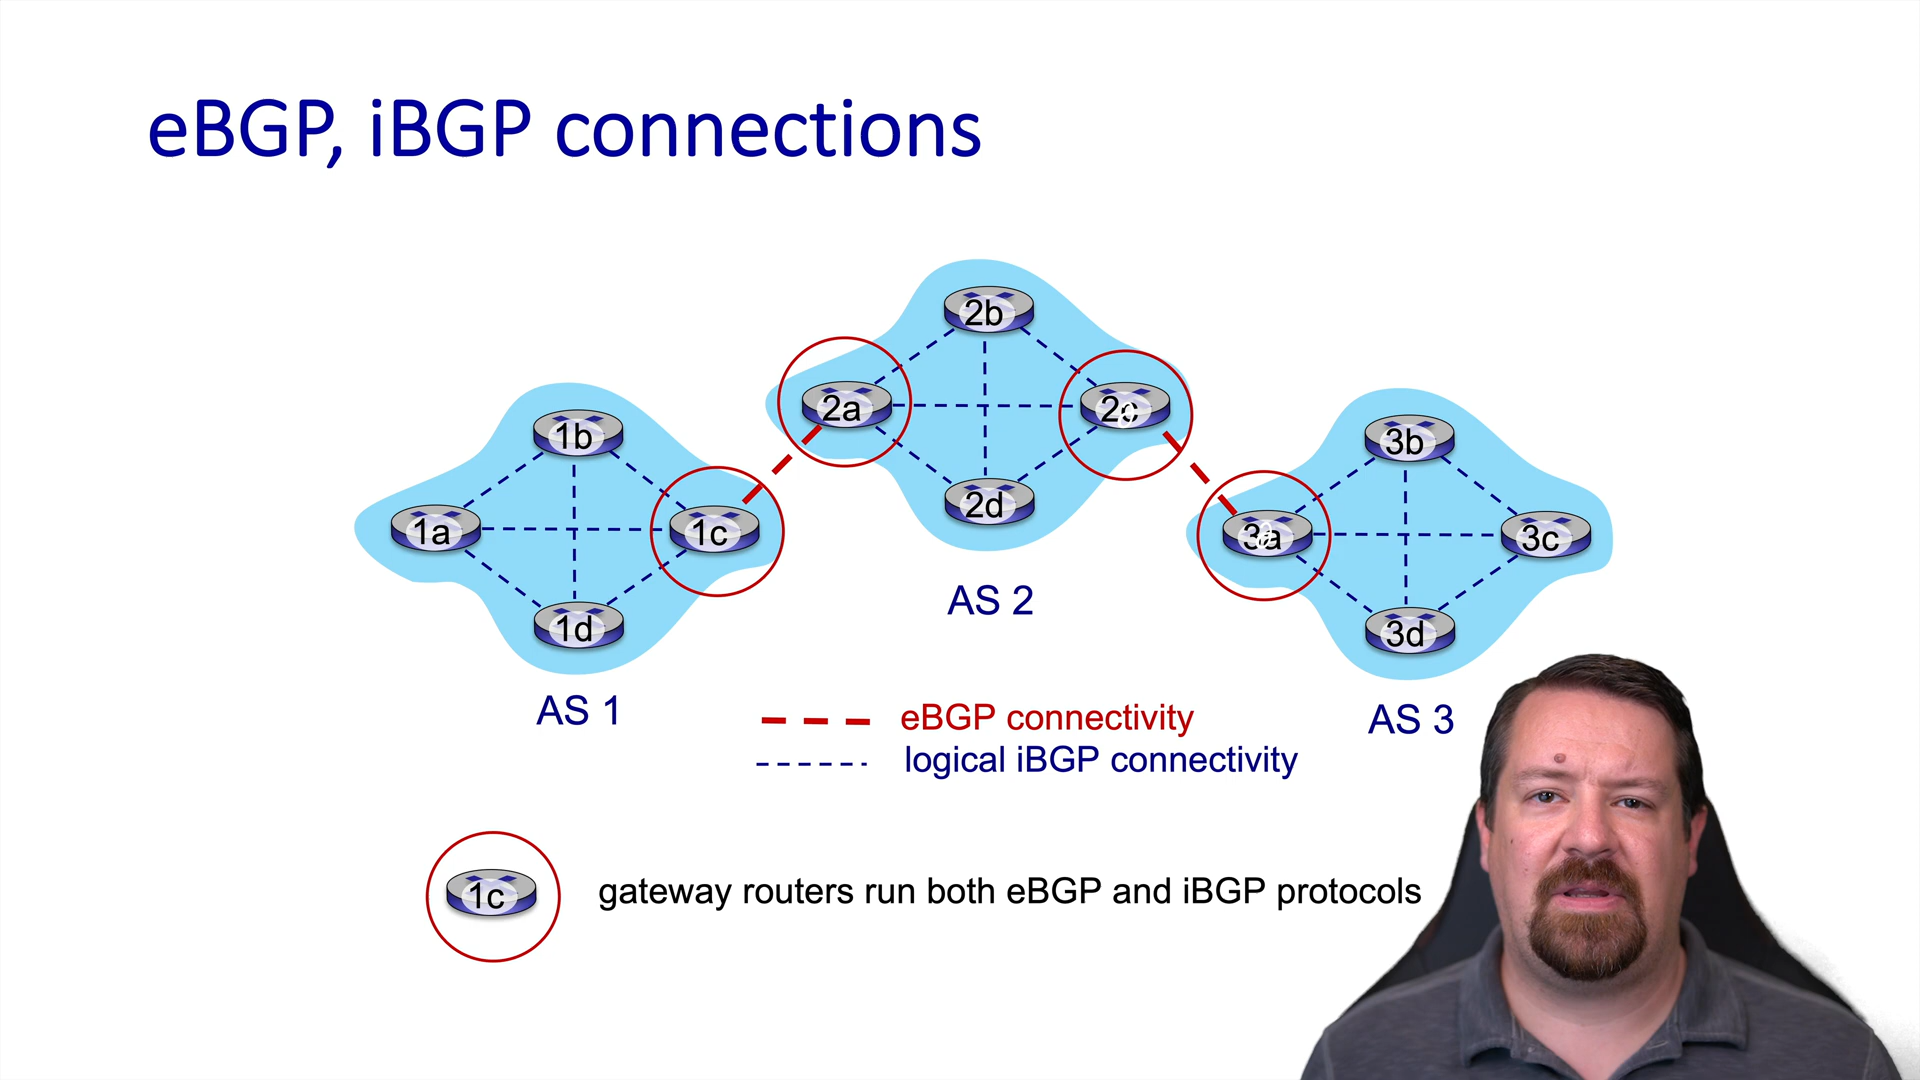 eBGP, iBGP connections
2b
2a
2c
1b
3b
2d
1a
1c
3a
3c
AS 2
1d
3d
AS 1
eBGP connectivity
AS 3
logical iBGP connectivity
1c
gateway routers run both eBGP and iBGP protocols